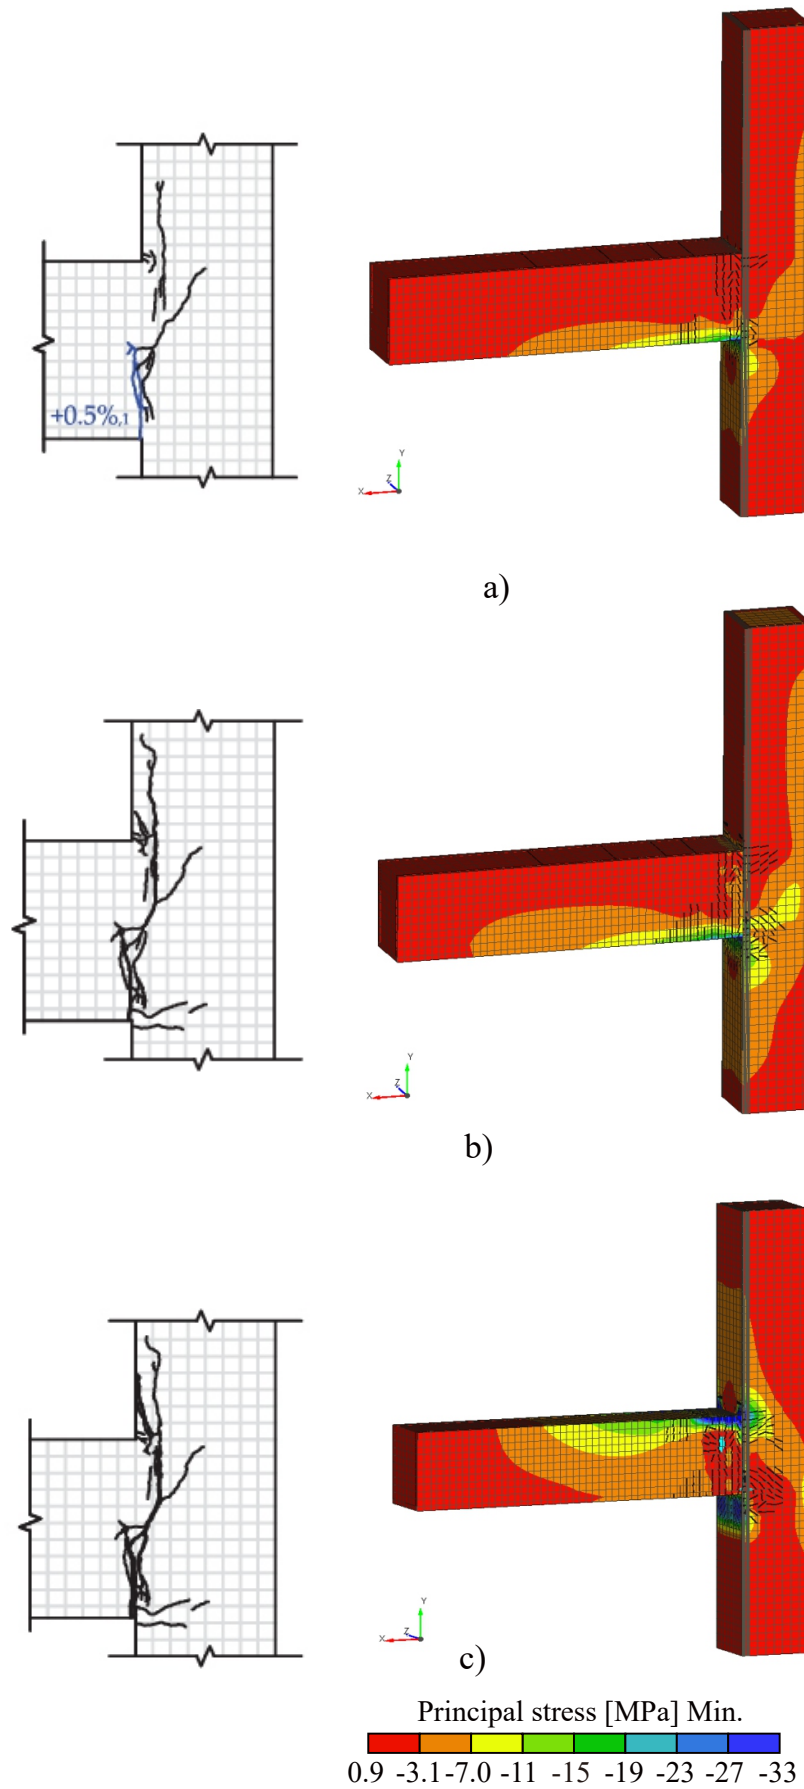 +0.5%,1
Y
Z
X
a)
Y
Z
X
b)
Y
Z
X
c)
Principal stress [MPa] Min.
0.9 -3.1-7.0 -11 -15 -19 -23 -27 -33